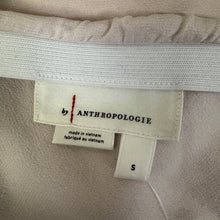 by ANTHROPOLOGIE
made in vietnam
fabriqué au vietnam
S